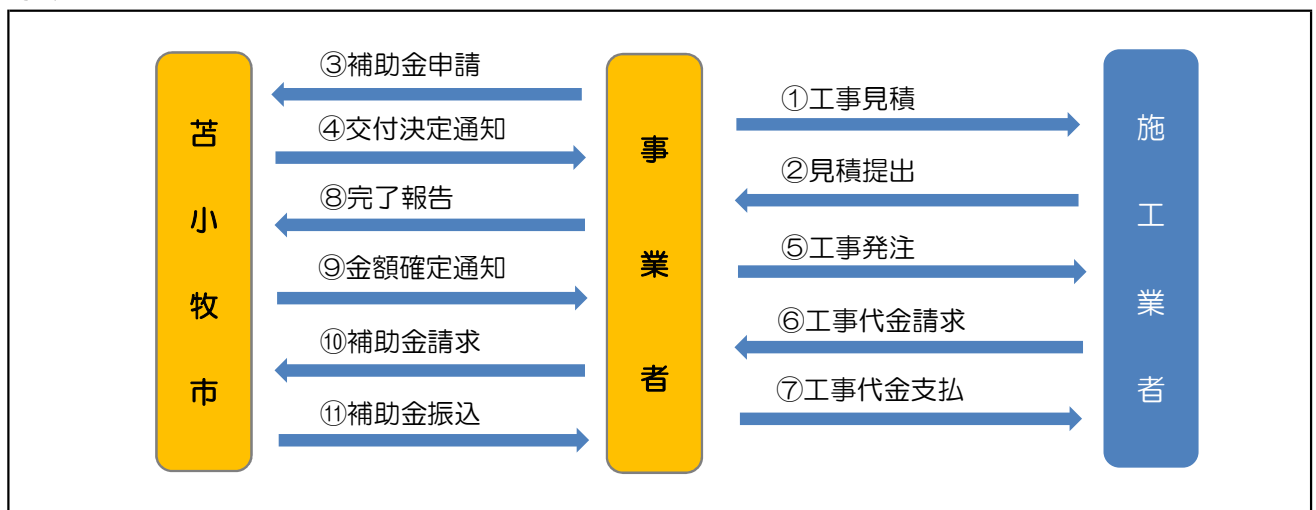 苫小牧市
③補助金申請
④交付決定通知
⑧完了報告
⑨金額確定通知
⑩補助金請求
⑪補助金振込
事業者
①工事見積
②見積提出
⑤工事発注
⑥工事代金請求
⑦工事代金支払
施工業者